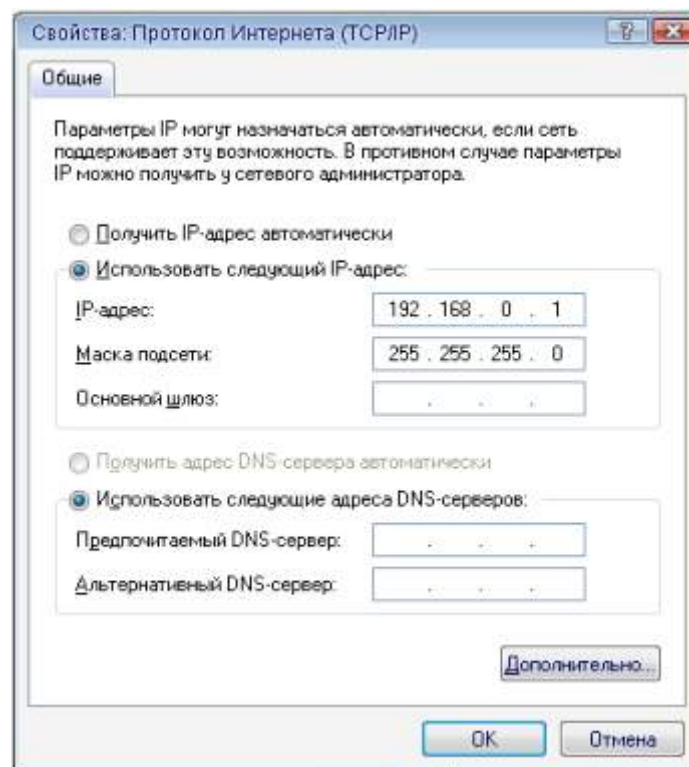 Свойства: Протокол Интернета (TCP/IP)
Общие
Параметры IP могут назначаться автоматически, если сеть
поддерживает эту возможность. В противном случае параметры
IP можно получить у сетевого администратора.
Получить IP-адрес автоматически
Использовать следующий IP-адрес:
IP-адрес: 192 . 168 . 0 . 1
Маска подсети: 255 . 255 . 255 . 0
Основной шлюз: . . .
Получить адрес DNS-сервера автоматически
Использовать следующие адреса DNS-серверов:
Предпочитаемый DNS-сервер: . . .
Альтернативный DNS-сервер: . . .
Дополнительно...
OK Отмена